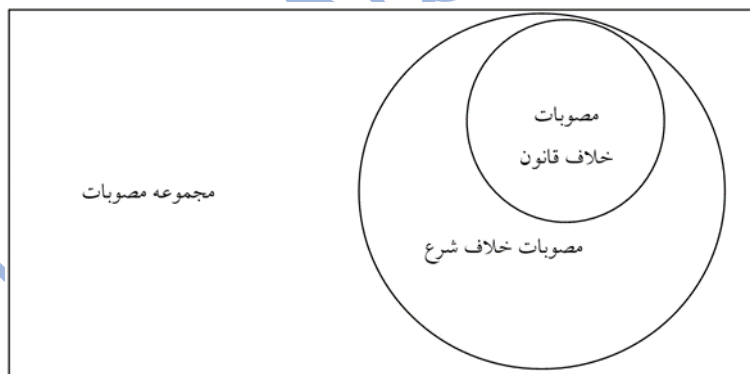 مصوبات
خلاف قانون
مجموعه مصوبات
مصوبات خلاف شرع